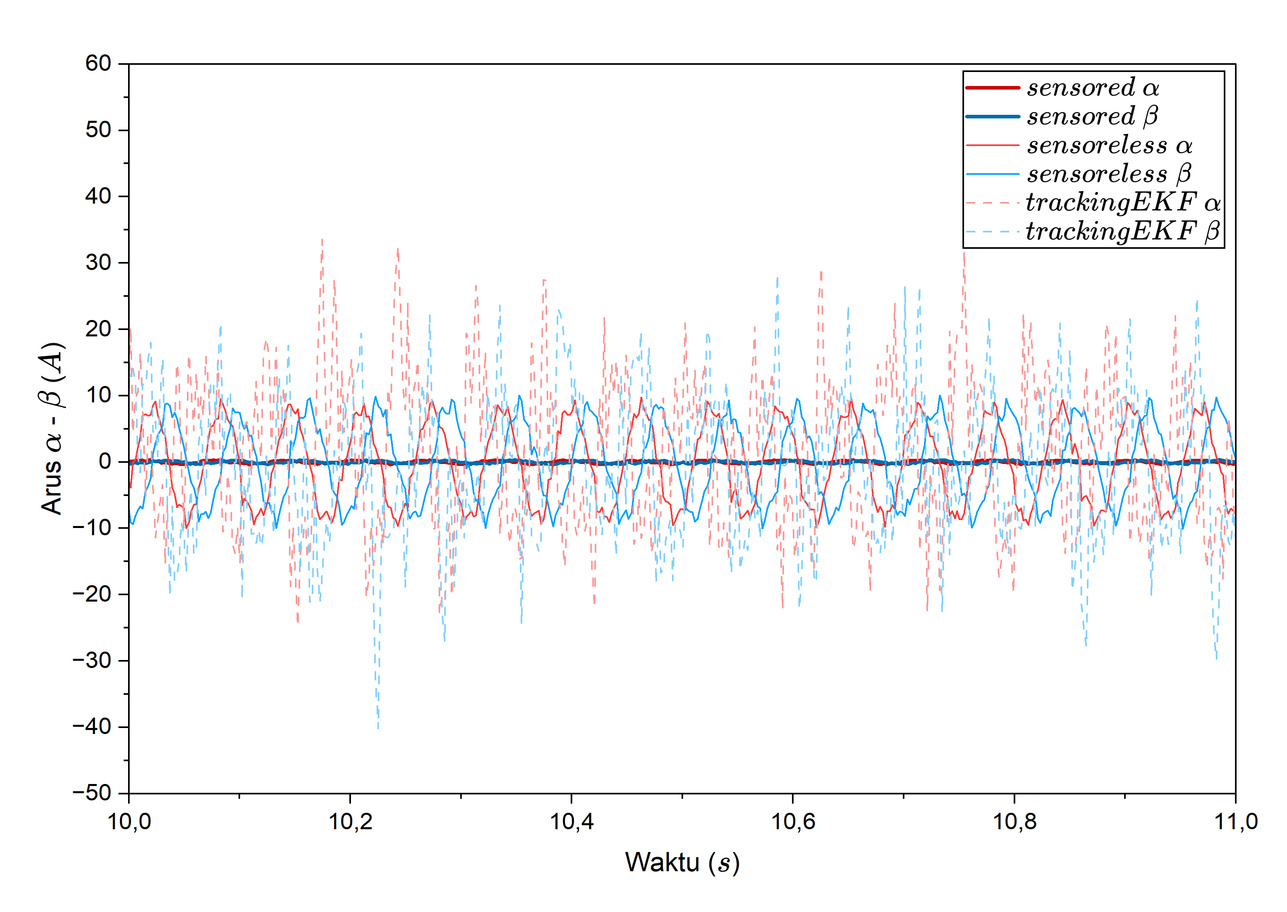 60
50
40
30
20
10
0
−10
−20
−30
−40
−50
10,0
10,2
10,4
10,6
10,8
11,0
Arus α - β (A)
Waktu (s)
sensored α
sensored β
sensoreless α
sensoreless β
trackingEKF α
trackingEKF β